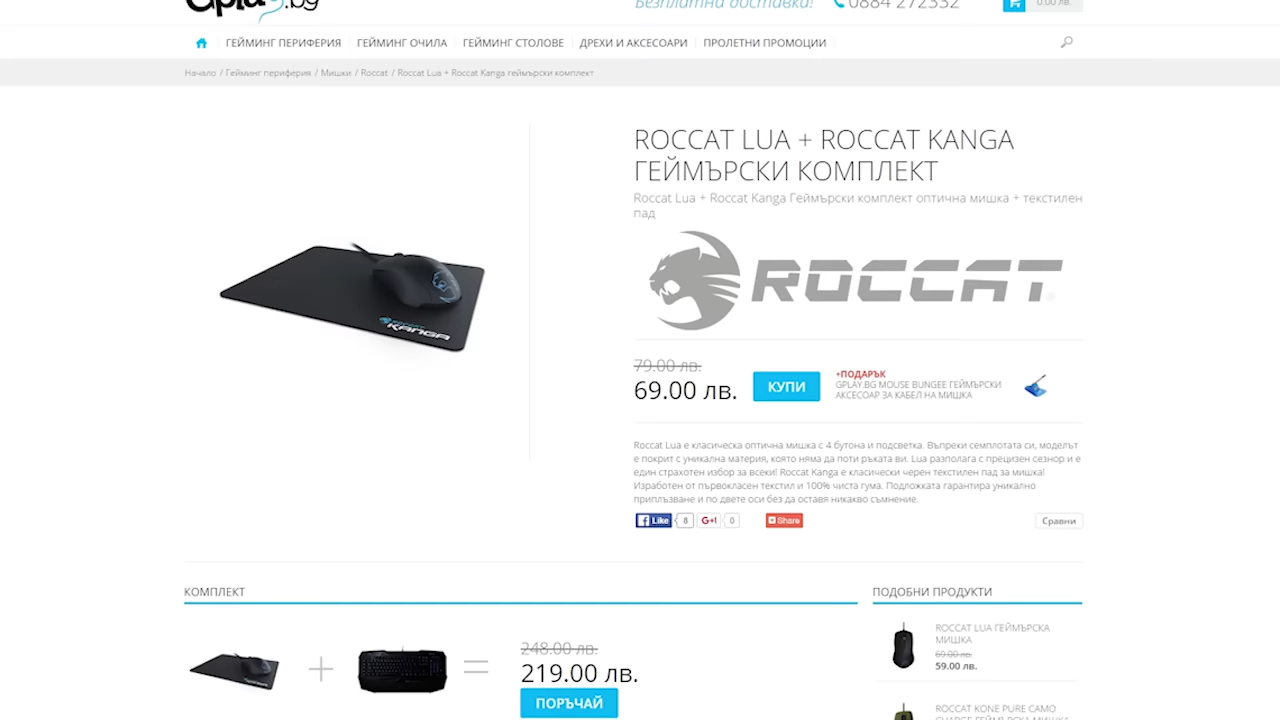 Gplay.bg
Безплатна доставка!
0884 272332
0.00 лв.
ГЕЙМИНГ ПЕРИФЕРИЯ
ГЕЙМИНГ ОЧИЛА
ГЕЙМИНГ СТОЛОВЕ
ДРЕХИ И АКСЕСОАРИ
ПРОЛЕТНИ ПРОМОЦИИ
Начало / Гейминг периферия / Мишки / Roccat / Roccat Lua + Roccat Kanga геймърски комплект
ROCCAT LUA + ROCCAT KANGA
ГЕЙМЪРСКИ КОМПЛЕКТ
Roccat Lua + Roccat Kanga Геймърски комплект оптична мишка + текстилен
пад
ROCCAT
ROCCAT
KANGA
79.00 лв.
69.00 лв.
КУПИ
+ПОДАРЪК
GPLAY.BG MOUSE BUNGEE ГЕЙМЪРСКИ
АКСЕСОАР ЗА КАБЕЛ НА МИШКА
Roccat Lua е класическа оптична мишка с 4 бутона и подсветка. Въпреки семплотата си, моделът
е покрит с уникална материя, която няма да поти ръката ви. Lua разполага с прецизен сезнор и е
един страхотен избор за всеки! Roccat Kanga е класически черен текстилен пад за мишка!
Изработен от първокласен текстил и 100% чиста гума. Подложката гарантира уникално
приплъзване и по двете оси без да оставя никакво съмнение.
Like
8
G+1
0
Share
Сравни
КОМПЛЕКТ
248.00 лв.
219.00 лв.
ПОРЪЧАЙ
ПОДОБНИ ПРОДУКТИ
ROCCAT LUA ГЕЙМЪРСКА
МИШКА
69.00 лв.
59.00 лв.
ROCCAT KONE PURE CAMO
CHARGE ГЕЙМЪРСКА МИШКА